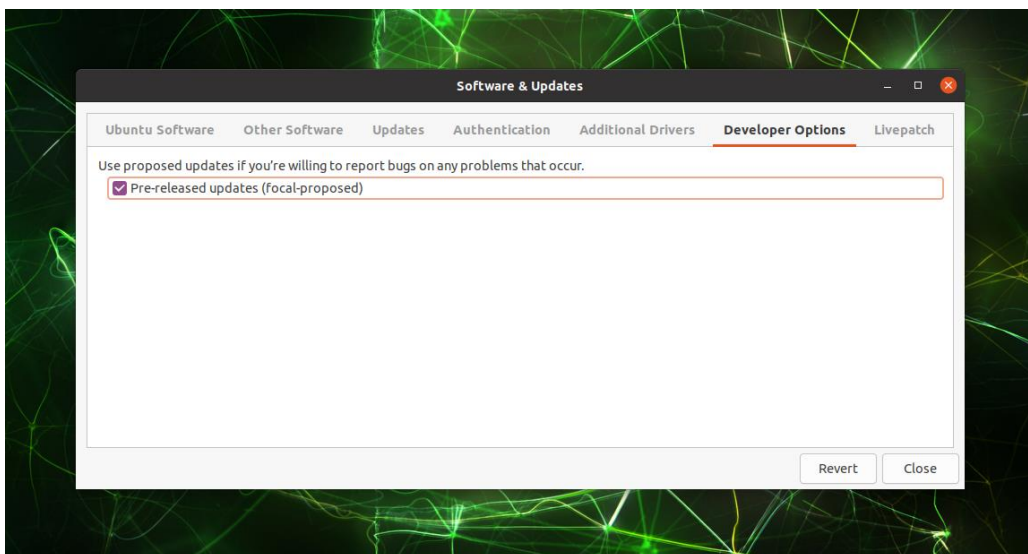 Software & Updates
Ubuntu Software Other Software Updates Authentication Additional Drivers Developer Options Livepatch
Use proposed updates if you're willing to report bugs on any problems that occur.
Pre-released updates (focal-proposed)
Revert Close